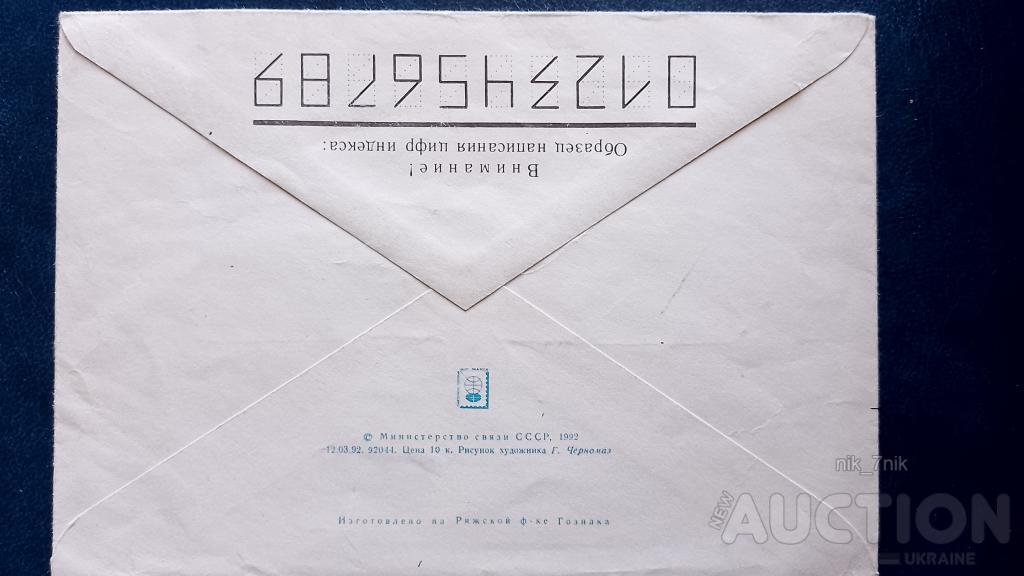 Внимание!
Образец написания цифр индекса:
0123456789
© Министерство связи СССР, 1992
12.03.92. 92044. Цена 10 к. Рисунок художника Г. Черномаз
Изготовлено на Ряжской ф-ке Гознака
nik_7nik
NEW AUCTION
UKRAINE